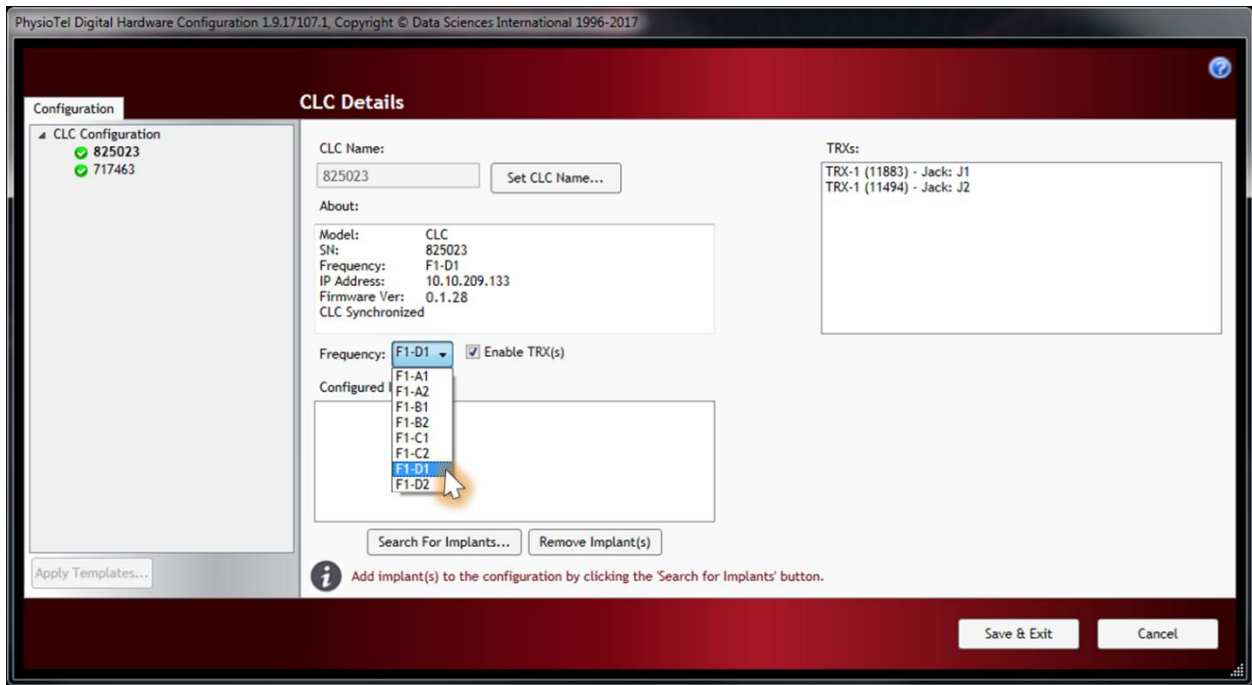 PhysioTel Digital Hardware Configuration 1.9.17107.1, Copyright © Data Sciences International 1996-2017
Configuration
CLC Configuration
825023
717463
Apply Templates...
CLC Details
CLC Name:
825023
Set CLC Name...
About:
Model: CLC
SN: 825023
Frequency: F1-D1
IP Address: 10.10.209.133
Firmware Ver: 0.1.28
CLC Synchronized
Frequency: F1-D1 Enable TRX(s)
F1-A1
F1-A2
F1-B1
F1-B2
F1-C1
F1-C2
F1-D1
F1-D2
Configured
Search For Implants...
Remove Implant(s)
Add implant(s) to the configuration by clicking the 'Search for Implants' button.
TRXs:
TRX-1 (11883) - Jack: J1
TRX-1 (11494) - Jack: J2
Save & Exit
Cancel